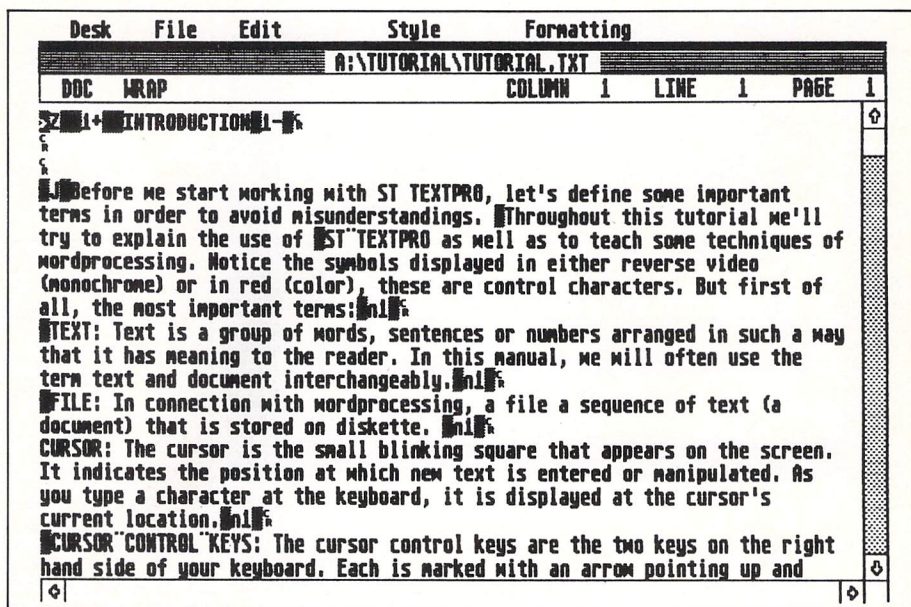 Desk File Edit Style Formatting
A:\TUTORIAL\TUTORIAL.TXT
DOC WRAP COLUMN 1 LINE 1 PAGE 1
INTRODUCTION
Before we start working with ST TEXTPRO, let's define some important
terms in order to avoid misunderstandings. Throughout this tutorial we'll
try to explain the use of ST¨TEXTPRO as well as to teach some techniques of
wordprocessing. Notice the symbols displayed in either reverse video
(monochrome) or in red (color), these are control characters. But first of
all, the most important terms:nl
TEXT: Text is a group of words, sentences or numbers arranged in such a way
that it has meaning to the reader. In this manual, we will often use the
term text and document interchangeably.nl
FILE: In connection with wordprocessing, a file a sequence of text (a
document) that is stored on diskette. nl
CURSOR: The cursor is the small blinking square that appears on the screen.
It indicates the position at which new text is entered or manipulated. As
you type a character at the keyboard, it is displayed at the cursor's
current location.nl
CURSOR¨CONTROL¨KEYS: The cursor control keys are the two keys on the right
hand side of your keyboard. Each is marked with an arrow pointing up and